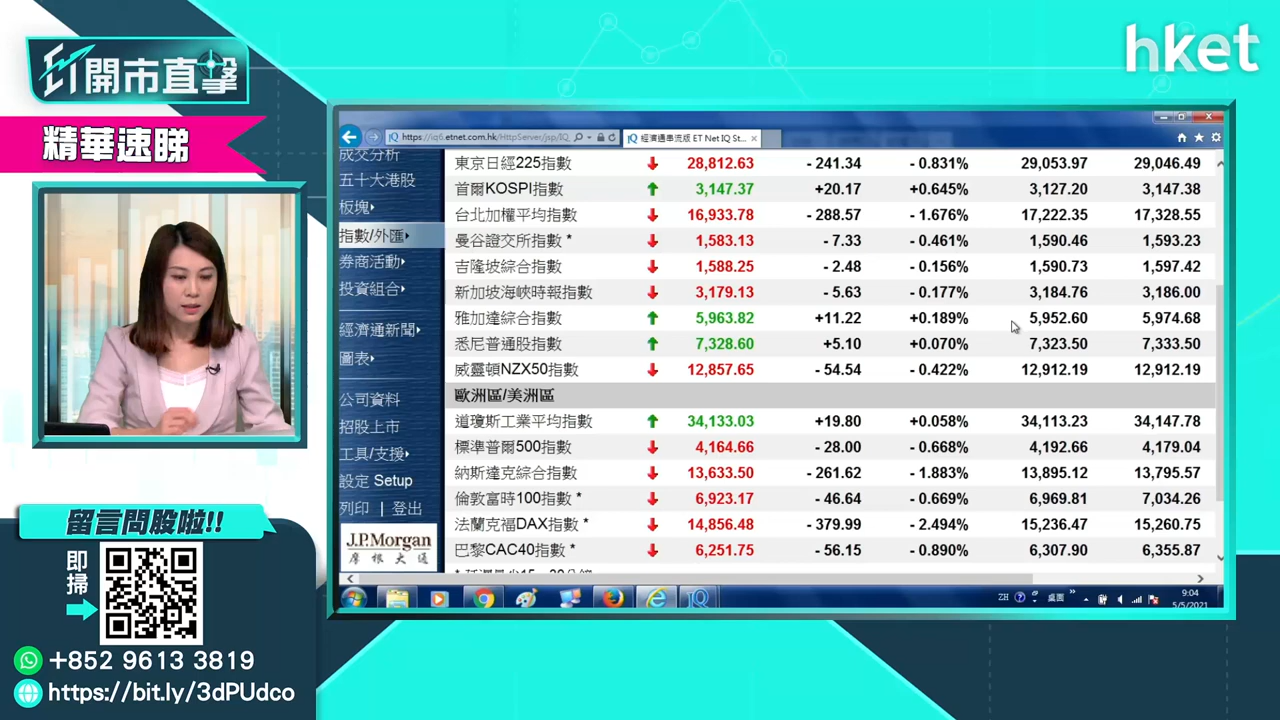 ET開市直擊
hket
精華速睇
https://iq6.etnet.com.hk/HttpServer/jsp/IQ_
經濟通串流版 ET Net IQ St...
成交分析
五十大港股
板塊
指數/外匯
券商活動
投資組合
經濟通新聞
圖表
公司資料
招股上市
工具/支援
設定 Setup
列印 | 登出
J.P.Morgan
摩根大通
東京日經225指數 28,812.63 - 241.34 - 0.831% 29,053.97 29,046.49
首爾KOSPI指數 3,147.37 +20.17 +0.645% 3,127.20 3,147.38
台北加權平均指數 16,933.78 - 288.57 - 1.676% 17,222.35 17,328.55
曼谷證交所指數 * 1,583.13 - 7.33 - 0.461% 1,590.46 1,593.23
吉隆坡綜合指數 1,588.25 - 2.48 - 0.156% 1,590.73 1,597.42
新加坡海峽時報指數 3,179.13 - 5.63 - 0.177% 3,184.76 3,186.00
雅加達綜合指數 5,963.82 +11.22 +0.189% 5,952.60 5,974.68
悉尼普通股指數 7,328.60 +5.10 +0.070% 7,323.50 7,333.50
威靈頓NZX50指數 12,857.65 - 54.54 - 0.422% 12,912.19 12,912.19
歐洲區/美洲區
道瓊斯工業平均指數 34,133.03 +19.80 +0.058% 34,113.23 34,147.78
標準普爾500指數 4,164.66 - 28.00 - 0.668% 4,192.66 4,179.04
納斯達克綜合指數 13,633.50 - 261.62 - 1.883% 13,895.12 13,795.57
倫敦富時100指數 * 6,923.17 - 46.64 - 0.669% 6,969.81 7,034.26
法蘭克福DAX指數 * 14,856.48 - 379.99 - 2.494% 15,236.47 15,260.75
巴黎CAC40指數 * 6,251.75 - 56.15 - 0.890% 6,307.90 6,355.87
ZH
桌面
9:04
5/5/2021
留言問股啦!!
即掃
+852 9613 3819
https://bit.ly/3dPUdco